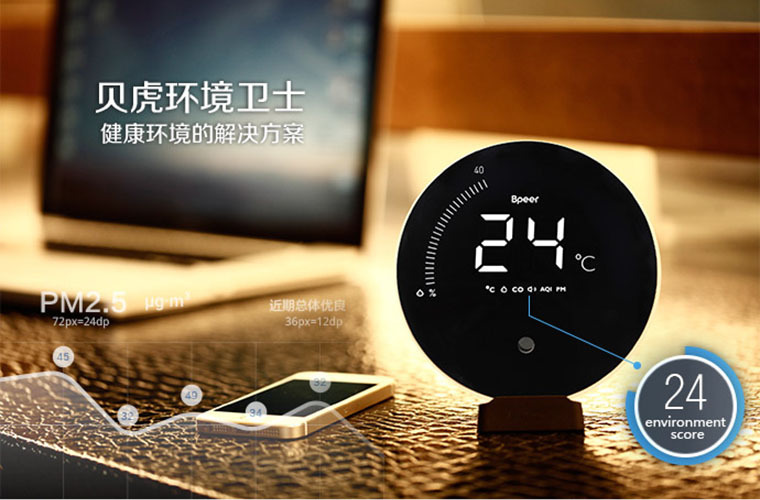 贝虎环境卫士
健康环境的解决方案
40
Bpeer
24 °C
%
°C CO AQI PM
PM2.5 μg·m³
72px=24dp
近期总体优良
36px=12dp
45
32
49
34
32
24
environment
score